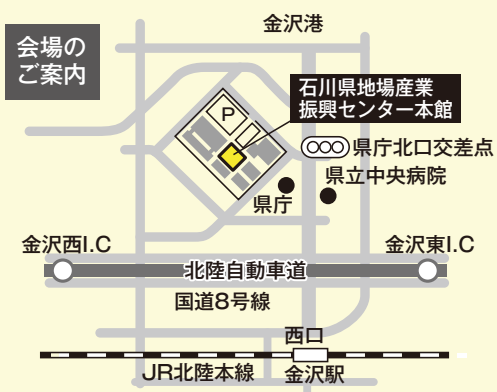 金沢港
会場の
ご案内
石川県地場産業
振興センター本館
P
県庁北口交差点
県立中央病院
県庁
金沢西I.C
金沢東I.C
北陸自動車道
国道8号線
西口
JR北陸本線
金沢駅